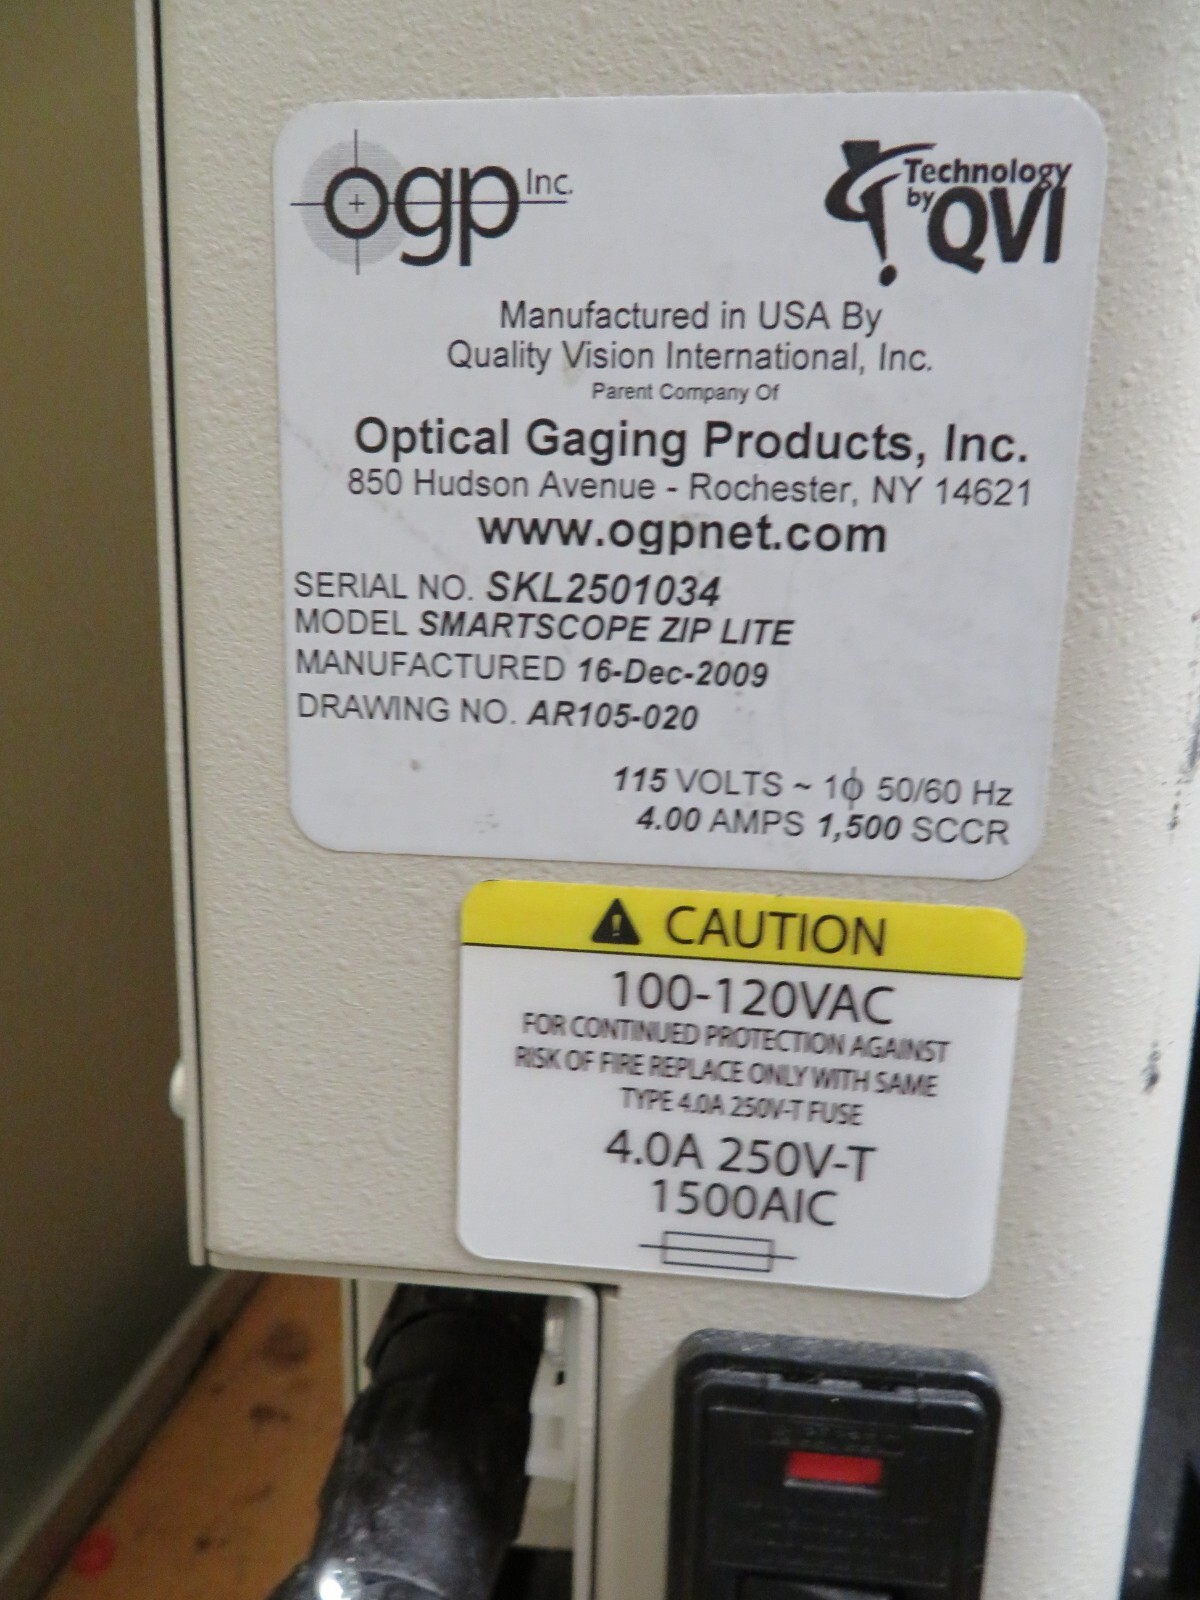 ogp Inc.
Technology
by QVI
Manufactured in USA By
Quality Vision International, Inc.
Parent Company Of
Optical Gaging Products, Inc.
850 Hudson Avenue - Rochester, NY 14621
www.ogpnet.com
SERIAL NO. SKL2501034
MODEL SMARTSCOPE ZIP LITE
MANUFACTURED 16-Dec-2009
DRAWING NO. AR105-020
115 VOLTS ~ 1ϕ 50/60 Hz
4.00 AMPS 1,500 SCCR
CAUTION
100-120VAC
FOR CONTINUED PROTECTION AGAINST
RISK OF FIRE REPLACE ONLY WITH SAME
TYPE 4.0A 250V-T FUSE
4.0A 250V-T
1500AIC